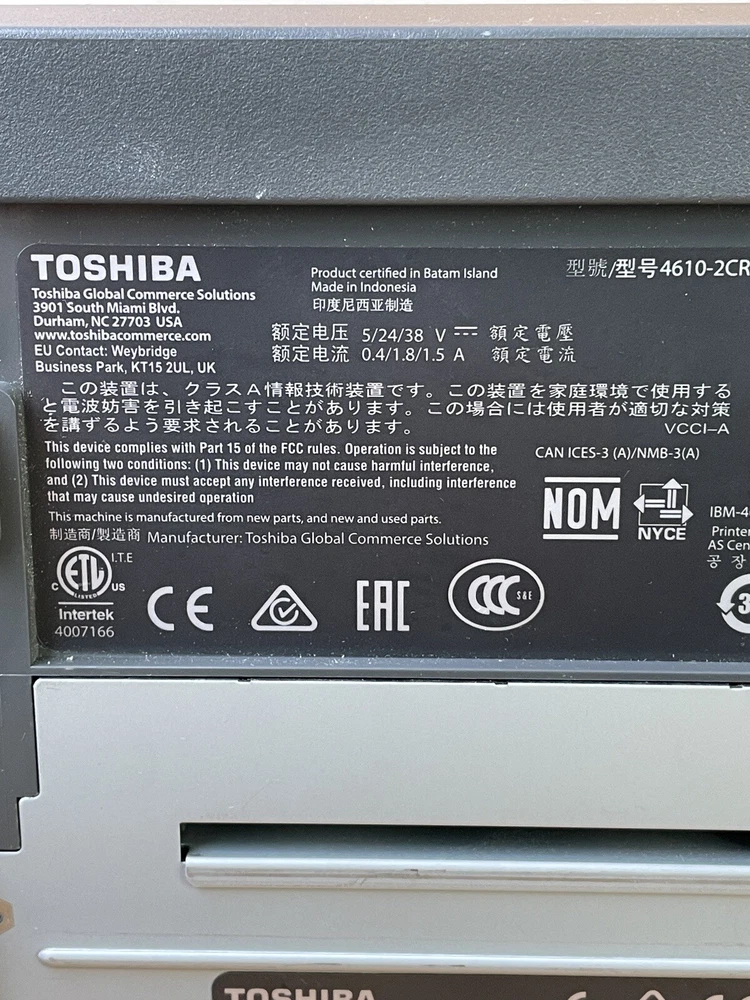 TOSHIBA
Toshiba Global Commerce Solutions
3901 South Miami Blvd.
Durham, NC 27703 USA
www.toshibacommerce.com
EU Contact: Weybridge
Business Park, KT15 2UL, UK
Product certified in Batam Island
Made in Indonesia
印度尼西亚制造
型號/型号4610-2CR
额定电压 5/24/38 V 額定電壓
额定电流 0.4/1.8/1.5 A 額定電流
この装置は、クラスA情報技術装置です。この装置を家庭環境で使用する
と電波妨害を引き起こすことがあります。この場合には使用者が適切な対策
を講ずるよう要求されることがあります。 VCCI-A
This device complies with Part 15 of the FCC rules. Operation is subject to the
following two conditions: (1) This device may not cause harmful interference,
and (2) This device must accept any interference received, including interference
that may cause undesired operation
CAN ICES-3 (A)/NMB-3(A)
This machine is manufactured from new parts, and new and used parts.
制造商/製造商 Manufacturer: Toshiba Global Commerce Solutions
NOM
NYCE
IBM-4
Printer
AS Cen
공 장
I.T.E
C ETL US
LISTED
Intertek
4007166
CE
EAC
CCC S&E
3
TOSHIBA